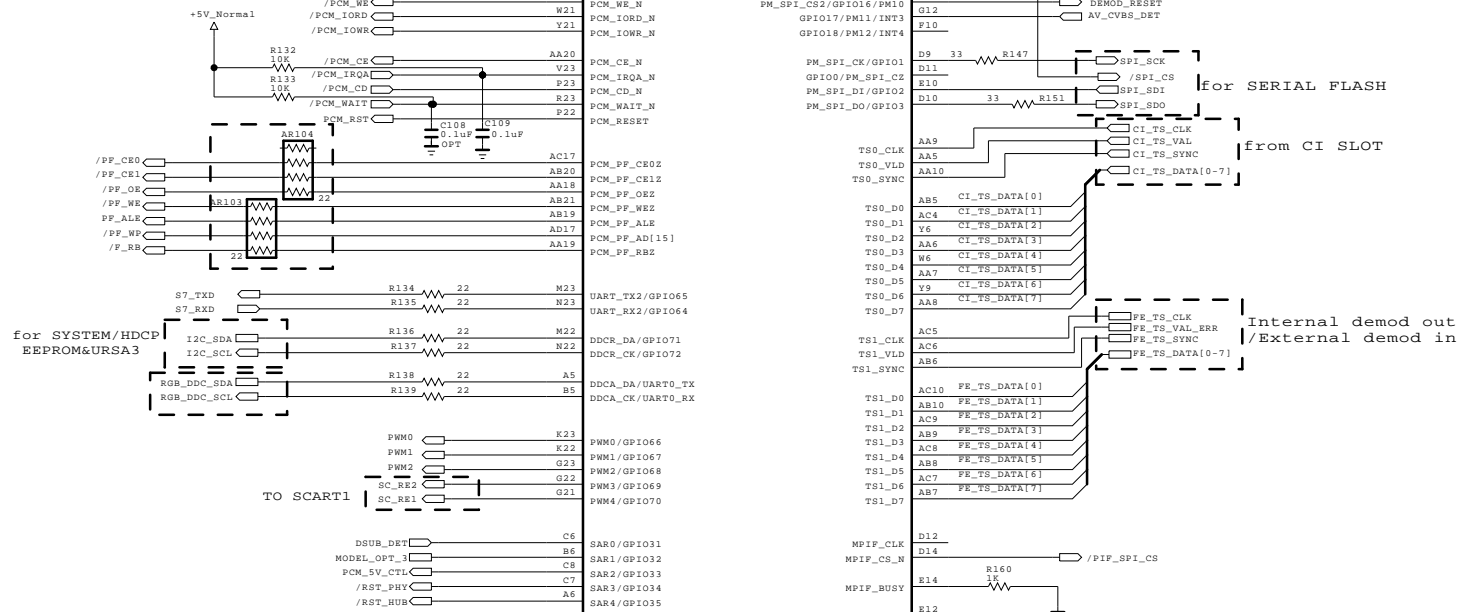 /PCM_WE
PCM_WE_N
+5V_Normal
/PCM_IORD W21 PCM_IORD_N
/PCM_IOWR Y21 PCM_IOWR_N
R132
10K
/PCM_CE AA20 PCM_CE_N
/PCM_IRQA V23 PCM_IRQA_N
R133
10K
/PCM_CD P23 PCM_CD_N
/PCM_WAIT R23 PCM_WAIT_N
PCM_RST P22 PCM_RESET
C108
0.1uF
OPT
C109
0.1uF
AR104
/PF_CE0 AC17 PCM_PF_CE0Z
/PF_CE1 AB20 PCM_PF_CE1Z
/PF_OE AA18 PCM_PF_OEZ
22
/PF_WE AR103 AB21 PCM_PF_WEZ
PF_ALE AB19 PCM_PF_ALE
/PF_WP AD17 PCM_PF_AD[15]
/F_RB AA19 PCM_PF_RBZ
22
S7_TXD R134 22 M23 UART_TX2/GPIO65
S7_RXD R135 22 N23 UART_RX2/GPIO64
for SYSTEM/HDCP
EEPROM&URSA3
I2C_SDA R136 22 M22 DDCR_DA/GPIO71
I2C_SCL R137 22 N22 DDCR_CK/GPIO72
RGB_DDC_SDA R138 22 A5 DDCA_DA/UART0_TX
RGB_DDC_SCL R139 22 B5 DDCA_CK/UART0_RX
PWM0 K23 PWM0/GPIO66
PWM1 K22 PWM1/GPIO67
PWM2 G23 PWM2/GPIO68
TO SCART1
SC_RE2 G22 PWM3/GPIO69
SC_RE1 G21 PWM4/GPIO70
DSUB_DET C6 SAR0/GPIO31
MODEL_OPT_3 B6 SAR1/GPIO32
PCM_5V_CTL C8 SAR2/GPIO33
/RST_PHY C7 SAR3/GPIO34
/RST_HUB A6 SAR4/GPIO35
PM_SPI_CS2/GPIO16/PM10 DEMOD_RESET
GPIO17/PM11/INT3 G12 AV_CVBS_DET
GPIO18/PM12/INT4 F10
PM_SPI_CK/GPIO1 D9 33 R147 SPI_SCK
GPIO0/PM_SPI_CZ D11 /SPI_CS
PM_SPI_DI/GPIO2 E10 SPI_SDI
PM_SPI_DO/GPIO3 D10 33 R151 SPI_SDO
for SERIAL FLASH
TS0_CLK AA9 CI_TS_CLK
TS0_VLD AA5 CI_TS_VAL
TS0_SYNC AA10 CI_TS_SYNC
CI_TS_DATA[0-7]
from CI SLOT
TS0_D0 AB5 CI_TS_DATA[0]
TS0_D1 AC4 CI_TS_DATA[1]
TS0_D2 Y6 CI_TS_DATA[2]
TS0_D3 AA6 CI_TS_DATA[3]
TS0_D4 W6 CI_TS_DATA[4]
TS0_D5 AA7 CI_TS_DATA[5]
TS0_D6 Y9 CI_TS_DATA[6]
TS0_D7 AA8 CI_TS_DATA[7]
TS1_CLK AC5 FE_TS_CLK
TS1_VLD AC6 FE_TS_VAL_ERR
TS1_SYNC AB6 FE_TS_SYNC
FE_TS_DATA[0-7]
Internal demod out
/External demod in
TS1_D0 AC10 FE_TS_DATA[0]
TS1_D1 AB10 FE_TS_DATA[1]
TS1_D2 AC9 FE_TS_DATA[2]
TS1_D3 AB9 FE_TS_DATA[3]
TS1_D4 AC8 FE_TS_DATA[4]
TS1_D5 AB8 FE_TS_DATA[5]
TS1_D6 AC7 FE_TS_DATA[6]
TS1_D7 AB7 FE_TS_DATA[7]
MPIF_CLK D12
MPIF_CS_N D14 /PIF_SPI_CS
R160
1K
MPIF_BUSY E14
E12